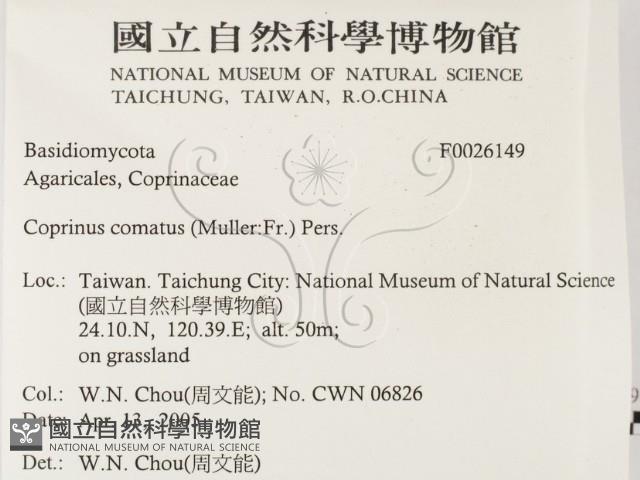 國立自然科學博物館
NATIONAL MUSEUM OF NATURAL SCIENCE
TAICHUNG, TAIWAN, R.O.CHINA
Basidiomycota F0026149
Agaricales, Coprinaceae
Coprinus comatus (Muller:Fr.) Pers.
Loc.: Taiwan. Taichung City: National Museum of Natural Science
(國立自然科學博物館)
24.10.N, 120.39.E; alt. 50m;
on grassland
Col.: W.N. Chou(周文能); No. CWN 06826
Date: Apr. 13, 2005
國立自然科學博物館
NATIONAL MUSEUM OF NATURAL SCIENCE
Det.: W.N. Chou(周文能)